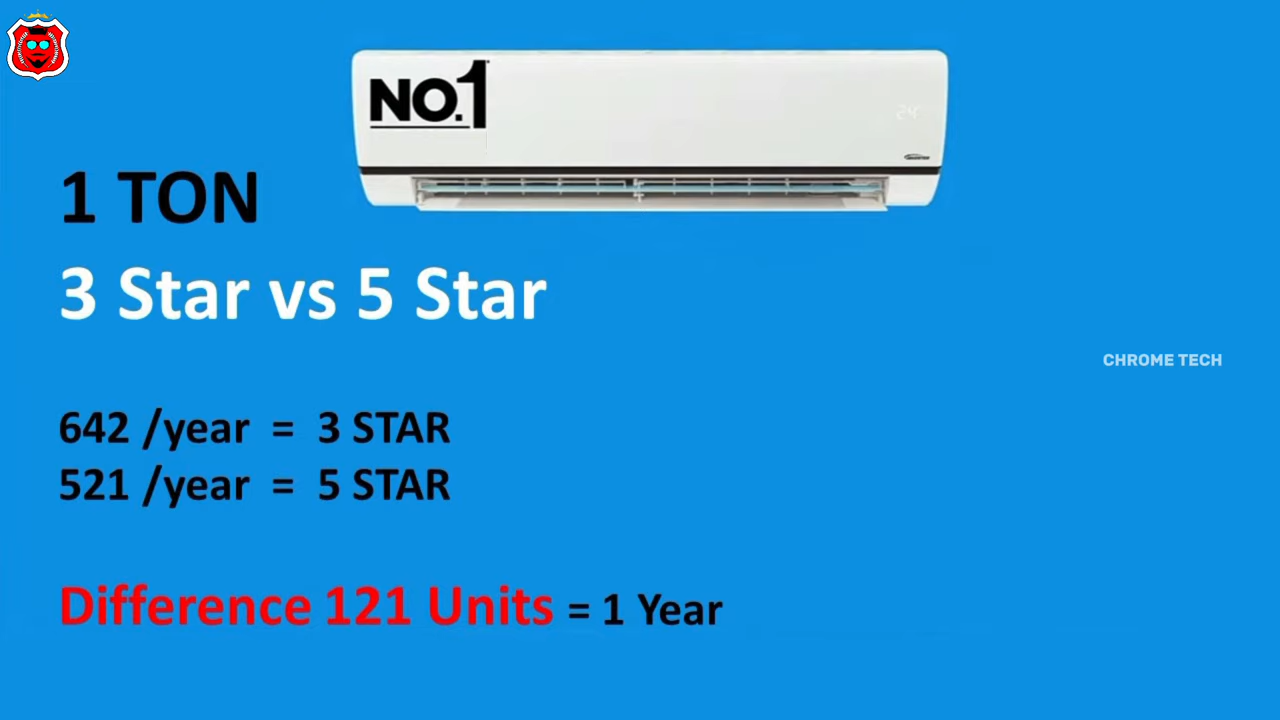 NO.1
24
1 TON
3 Star vs 5 Star
CHROME TECH
642 /year = 3 STAR
521 /year = 5 STAR
Difference 121 Units = 1 Year